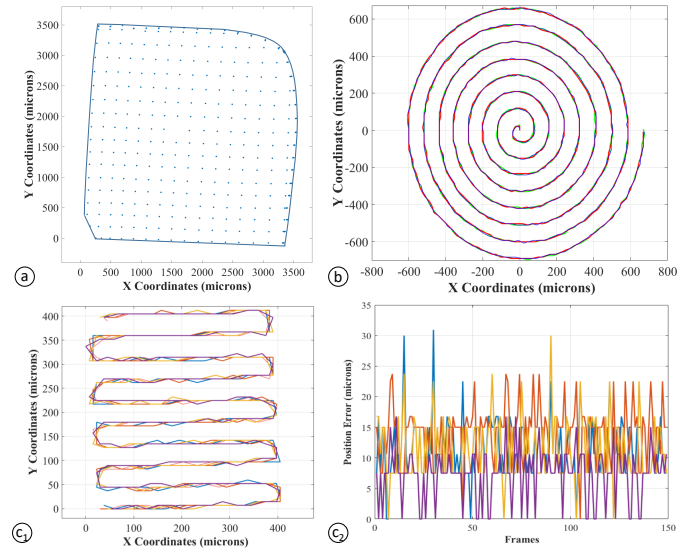 3500
3000
2500
2000
1500
1000
500
0
Y Coordinates (microns)
0 500 1000 1500 2000 2500 3000 3500
X Coordinates (microns)
a
600
400
200
0
-200
-400
-600
Y Coordinates (microns)
-800 -600 -400 -200 0 200 400 600 800
X Coordinates (microns)
b
400
350
300
250
200
150
100
50
0
Y Coordinates (microns)
0 100 200 300 400
X Coordinates (microns)
c1
35
30
25
20
15
10
5
0
Position Error (microns)
0 50 100 150
Frames
c2